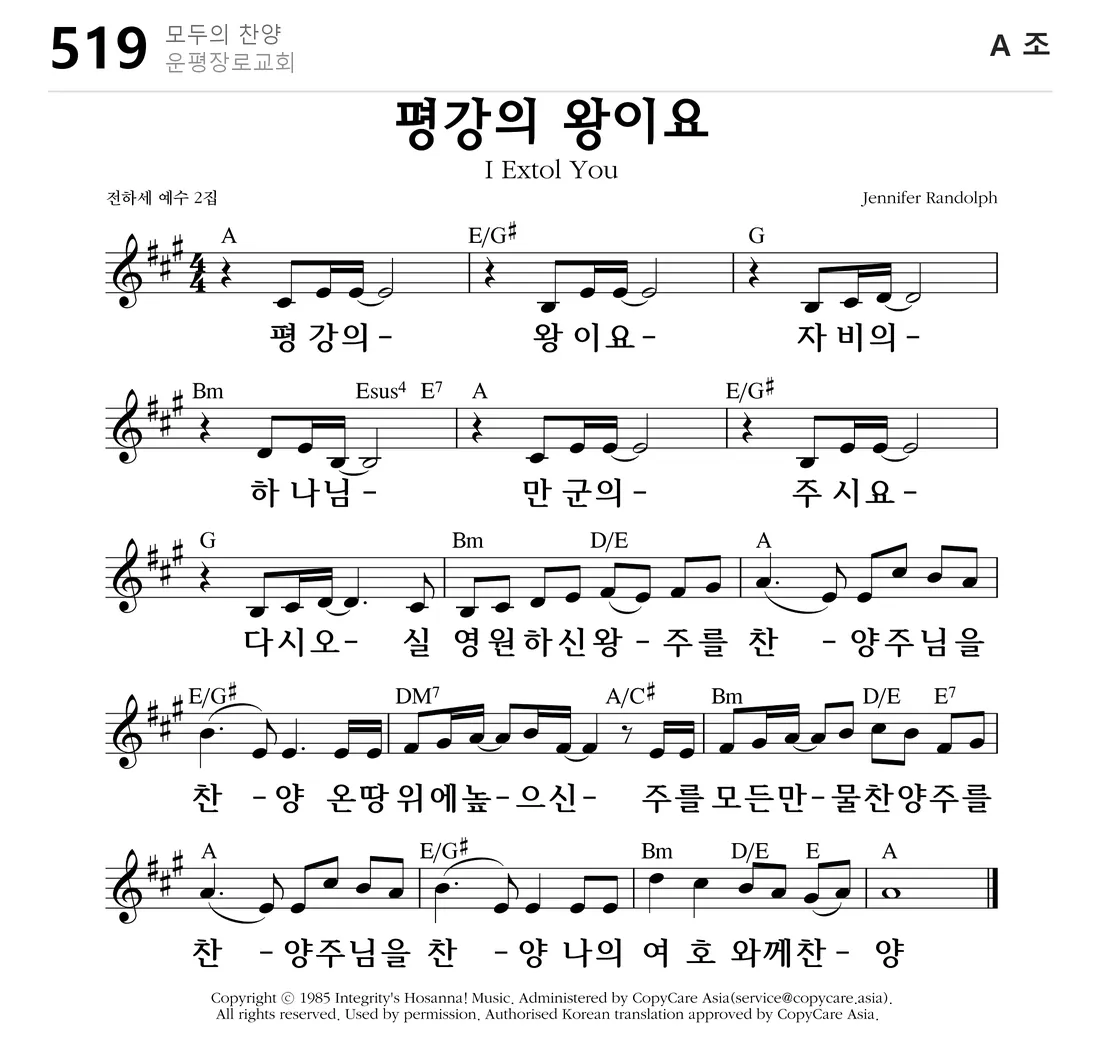 519 모두의 찬양 A 조
운평장로교회
평강의 왕이요
I Extol You
전하세 예수 2집 Jennifer Randolph
A E/G# G
평 강의- 왕 이요- 자 비의-
Bm Esus4 E7 A E/G#
하 나님- 만 군의- 주 시요-
G Bm D/E A
다시오- 실 영원하신왕 - 주를 찬 - 양주님을
E/G# DM7 A/C# Bm D/E E7
찬 - 양 온땅위에높-으신- 주를 모든만-물찬양주를
A E/G# Bm D/E E A
찬 - 양주님을 찬 - 양 나의 여 호 와께찬- 양
Copyright ⓒ 1985 Integrity's Hosanna! Music. Administered by CopyCare Asia(service@copycare.asia).
All rights reserved. Used by permission. Authorised Korean translation approved by CopyCare Asia.